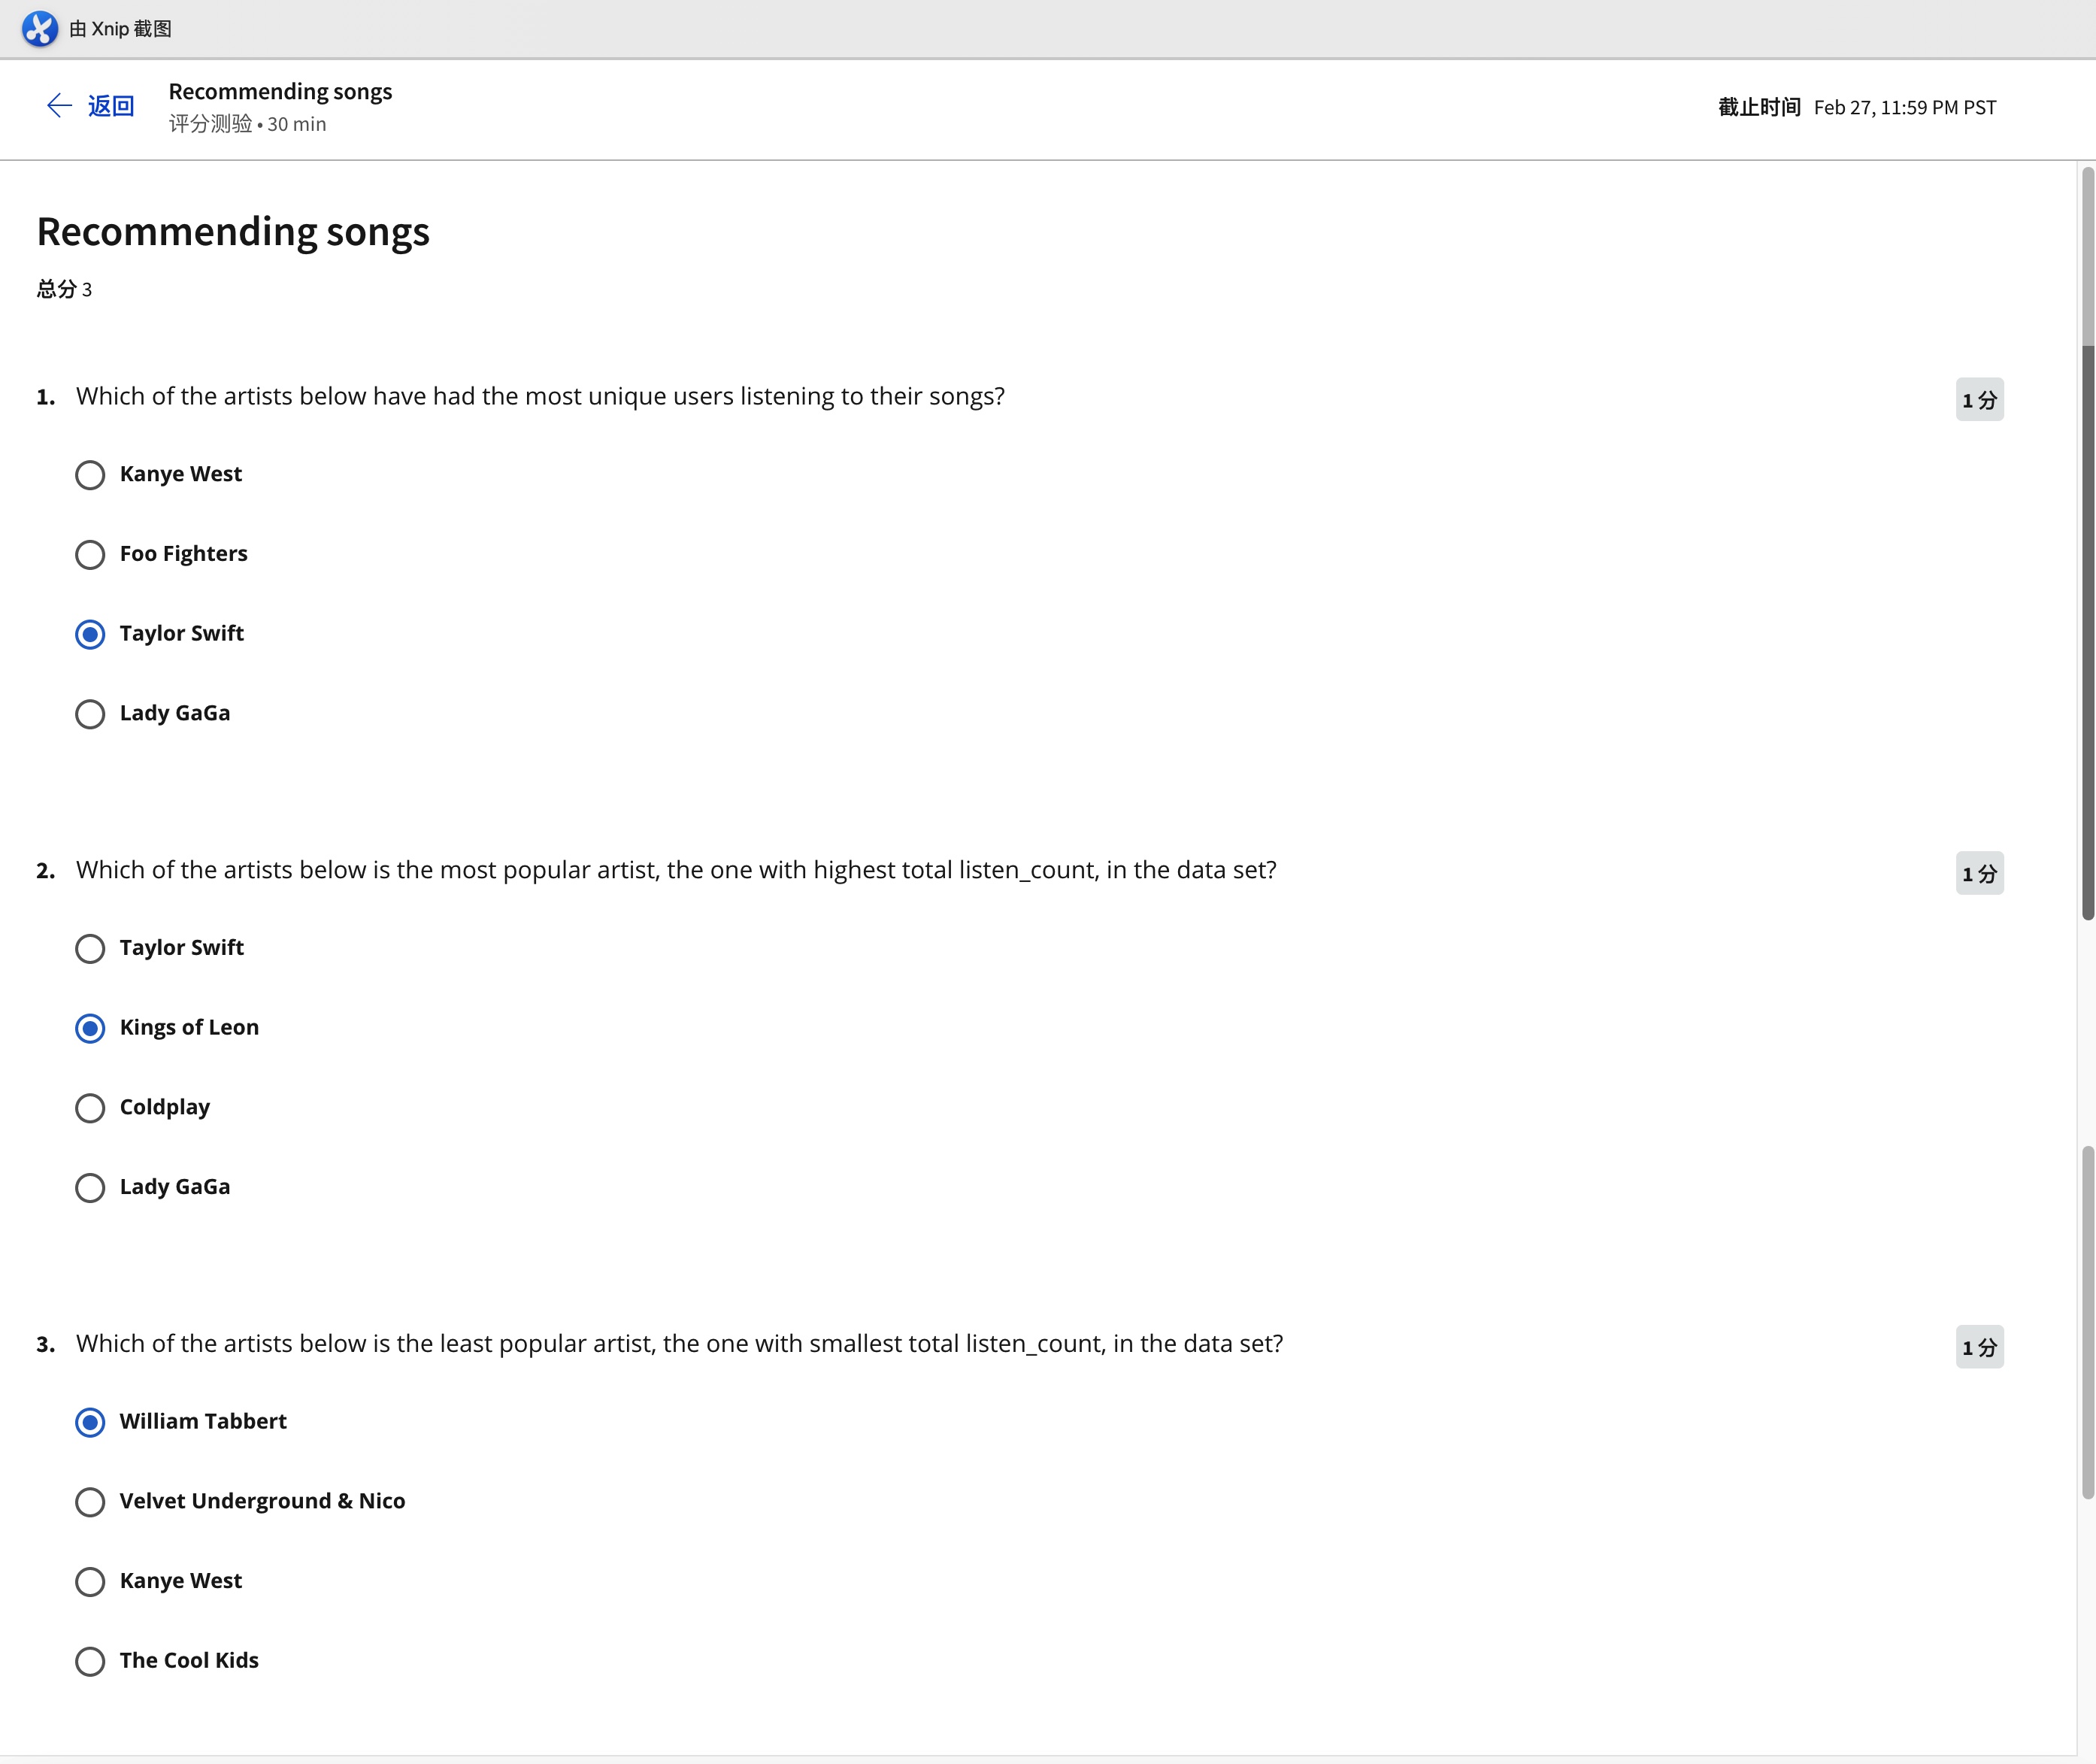 由 Xnip 截图
返回
Recommending songs
评分测验 • 30 min
截止时间 Feb 27, 11:59 PM PST
Recommending songs
总分 3
1. Which of the artists below have had the most unique users listening to their songs?
1 分
Kanye West
Foo Fighters
Taylor Swift
Lady GaGa
2. Which of the artists below is the most popular artist, the one with highest total listen_count, in the data set?
1 分
Taylor Swift
Kings of Leon
Coldplay
Lady GaGa
3. Which of the artists below is the least popular artist, the one with smallest total listen_count, in the data set?
1 分
William Tabbert
Velvet Underground & Nico
Kanye West
The Cool Kids